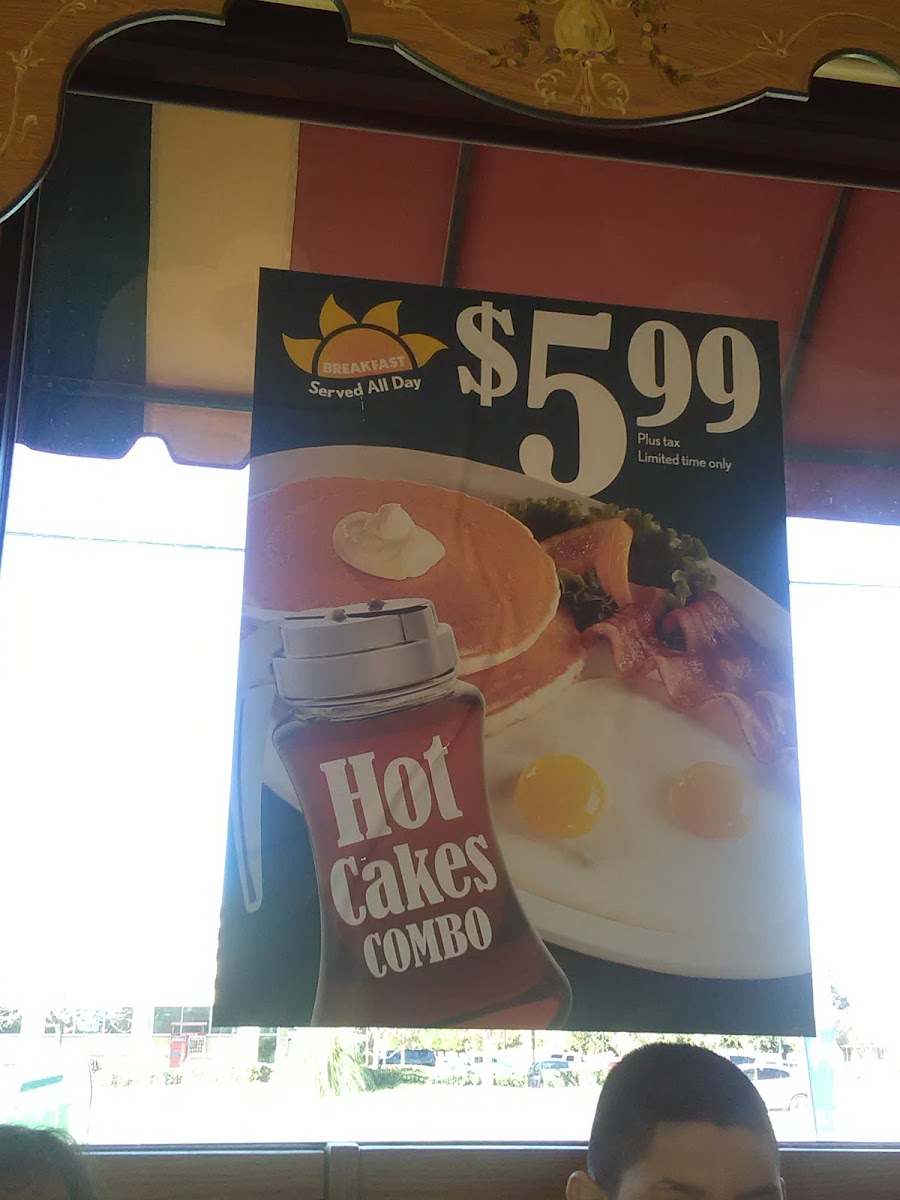 BREAKFAST
Served All Day
$5 99
Plus tax
Limited time only
Hot
Cakes
COMBO